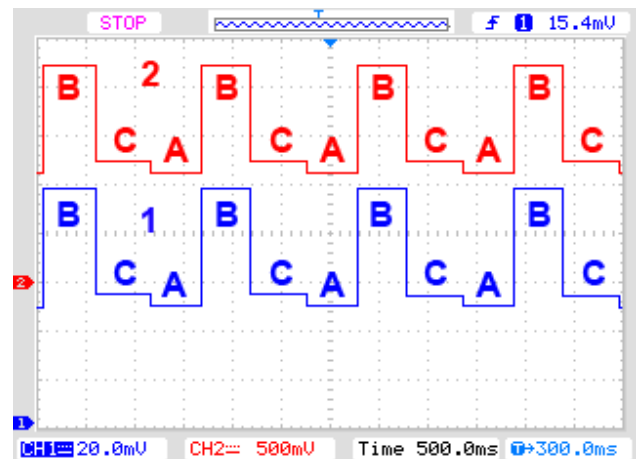 STOP T ƒ 1 15.4mV
2
B B B B
C A C A C A C
1
B B B B
C A C A C A C
2
1
CH1 20.0mV CH2 500mV Time 500.0ms T→300.0ms